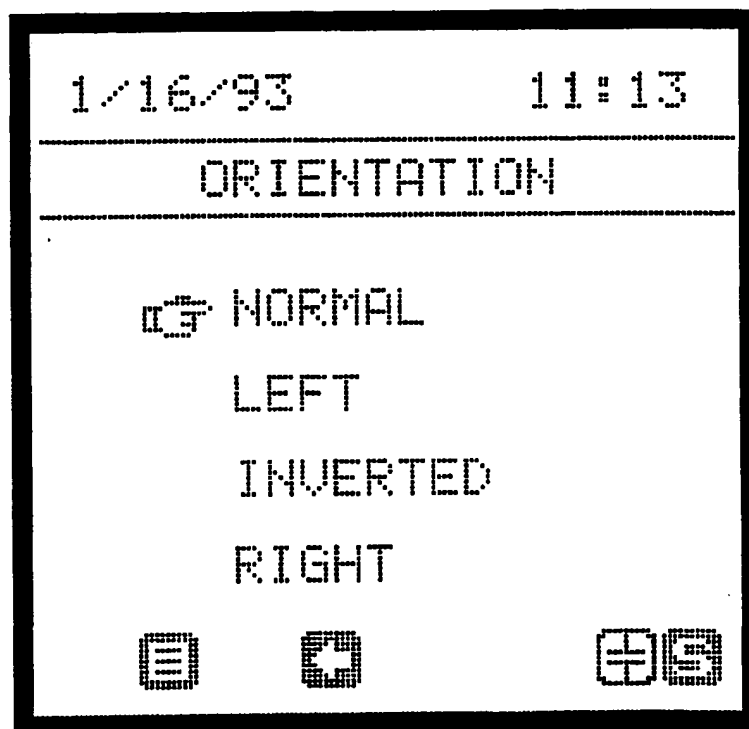 1/16/93 11:13
ORIENTATION
NORMAL
LEFT
INVERTED
RIGHT
S